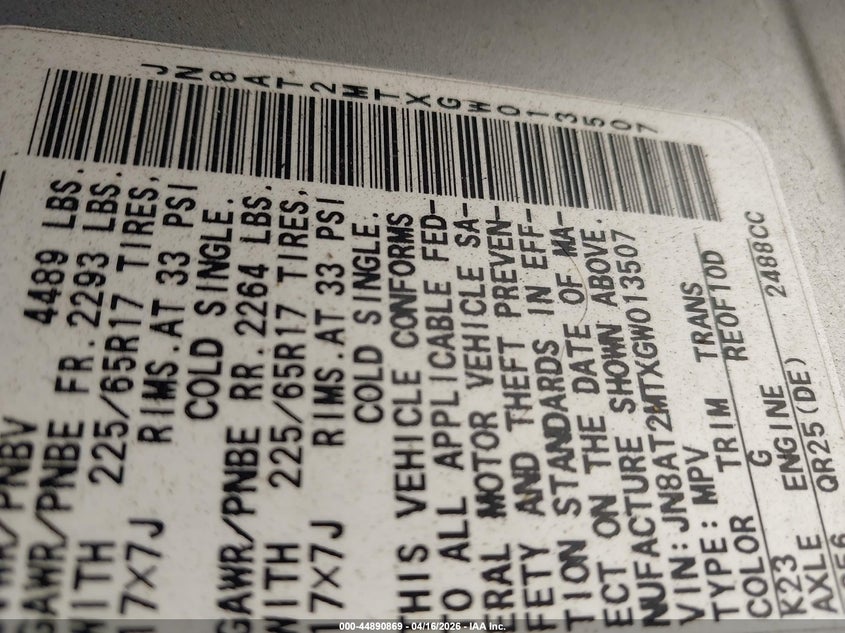 JN8AT2MTXGW013507
PNBV 4489 LBS.
GAWR/PNBE FR.2293 LBS.
WITH 225/65R17 TIRES,
17X7J RIMS.AT 33 PSI
COLD SINGLE.
GAWR/PNBE RR.2264 LBS.
WITH 225/65R17 TIRES,
17X7J RIMS.AT 33 PSI
COLD SINGLE.
THIS VEHICLE CONFORMS
TO ALL APPLICABLE FED-
ERAL MOTOR VEHICLE SA-
FETY AND THEFT PREVEN-
TION STANDARDS IN EFF-
ECT ON THE DATE OF MA-
NUFACTURE SHOWN ABOVE.
VIN:JN8AT2MTXGW013507
TYPE:MPV
COLOR TRIM TRANS
K23 G RE0F10D
AXLE ENGINE
QR25(DE) 2488CC
000-44890869 - 04/16/2026 - IAA Inc.